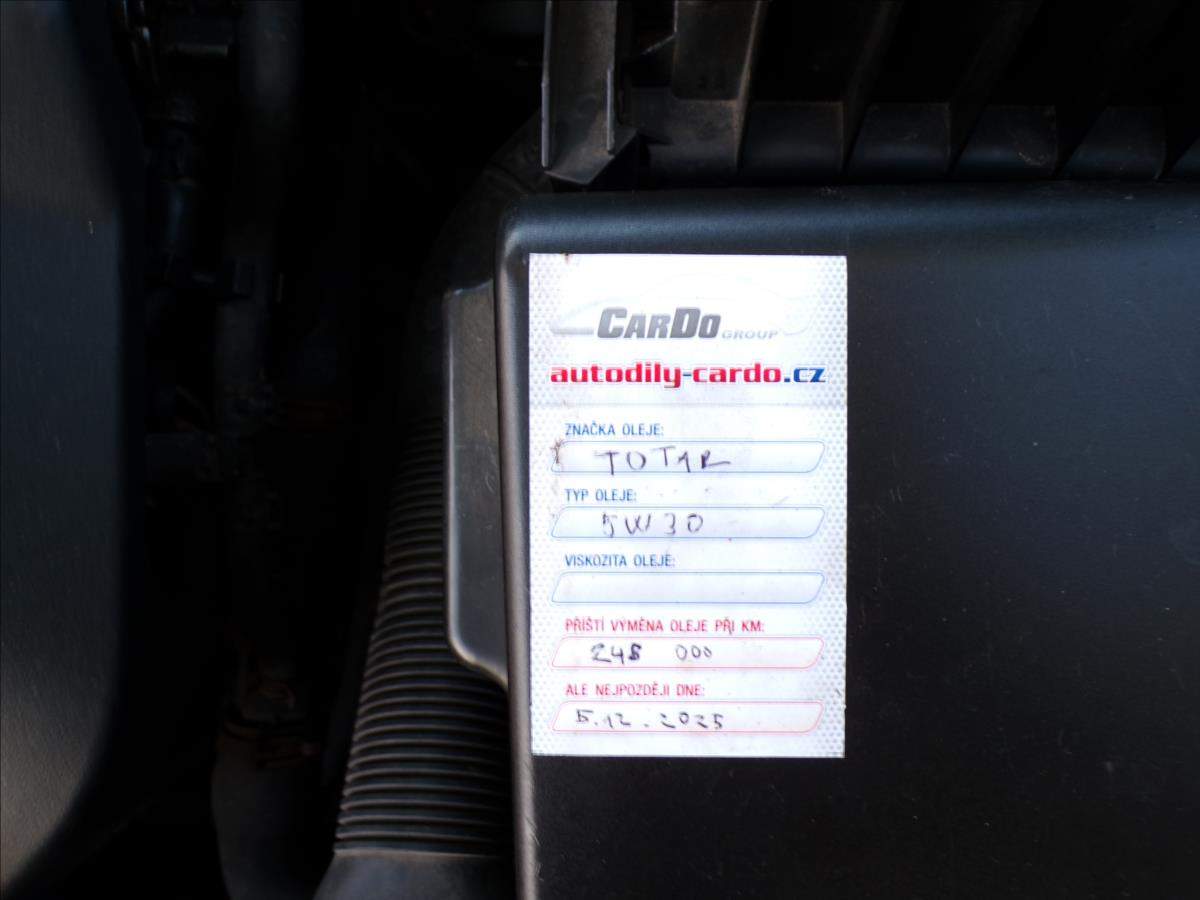 CARDO GROUP
autodily-cardo.cz
ZNAČKA OLEJE:
TOTAL
TYP OLEJE:
5W30
VISKOZITA OLEJE:
PŘÍŠTÍ VÝMĚNA OLEJE PŘI KM:
248 000
ALE NEJPOZDĚJI DNE:
5.12.2025